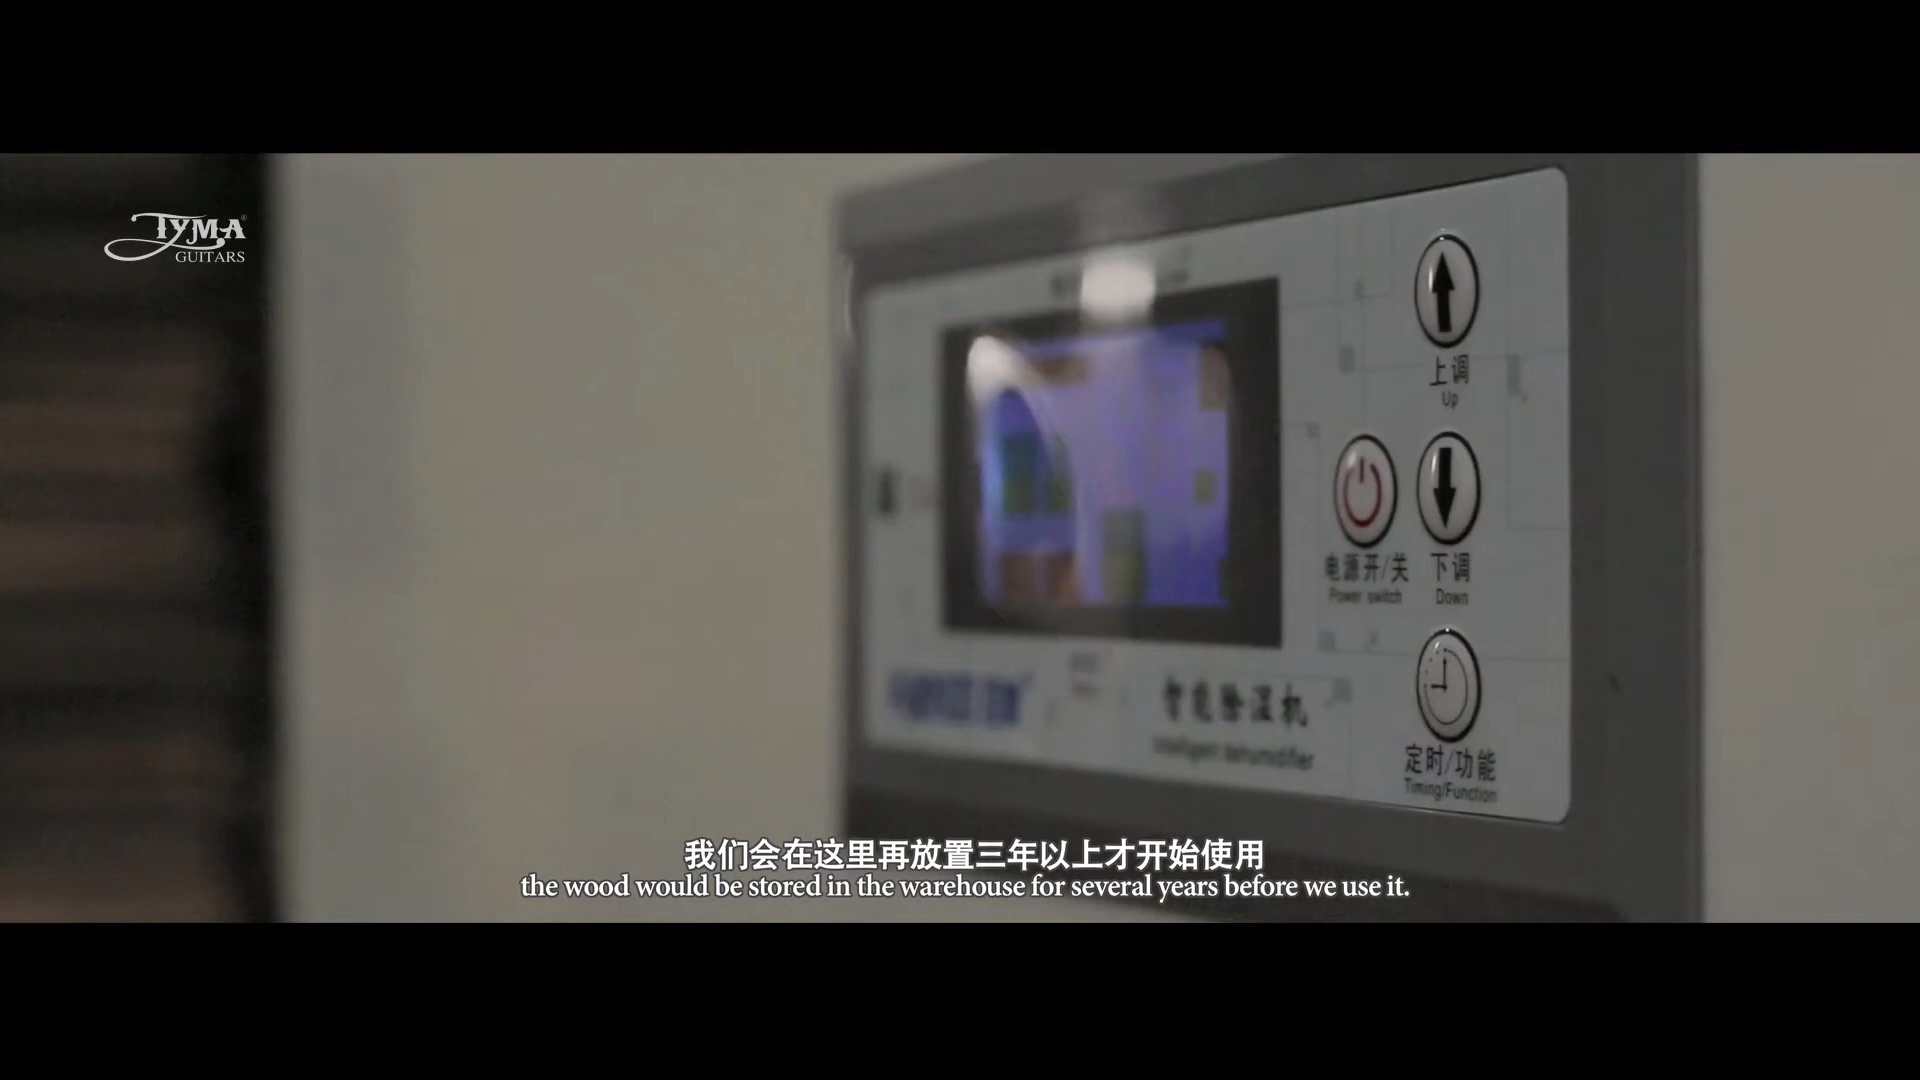 TYMA®
GUITARS
上调
Up
电源开/关
Power switch
下调
Down
智能除湿机
Intelligent dehumidifier
定时/功能
Timing/Function
我们会在这里再放置三年以上才开始使用
the wood would be stored in the warehouse for several years before we use it.